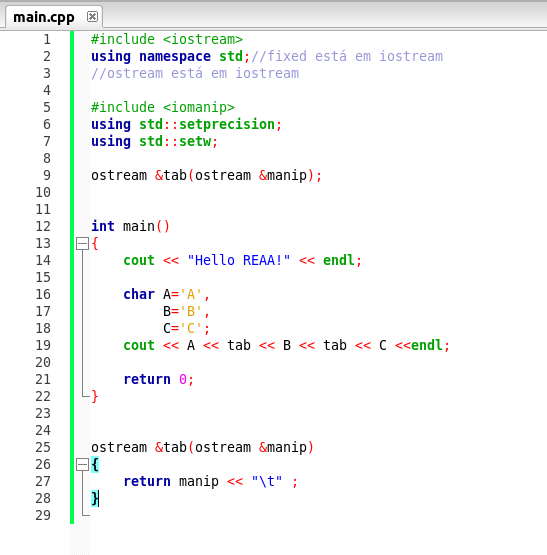 main.cpp
1 #include <iostream>
2 using namespace std;//fixed está em iostream
3 //ostream está em iostream
4
5 #include <iomanip>
6 using std::setprecision;
7 using std::setw;
8
9 ostream &tab(ostream &manip);
10
11
12 int main()
13 {
14     cout << "Hello REAA!" << endl;
15
16     char A='A',
17          B='B',
18          C='C';
19     cout << A << tab << B << tab << C <<endl;
20
21     return 0;
22 }
23
24
25 ostream &tab(ostream &manip)
26 {
27     return manip << "\t" ;
28 }
29